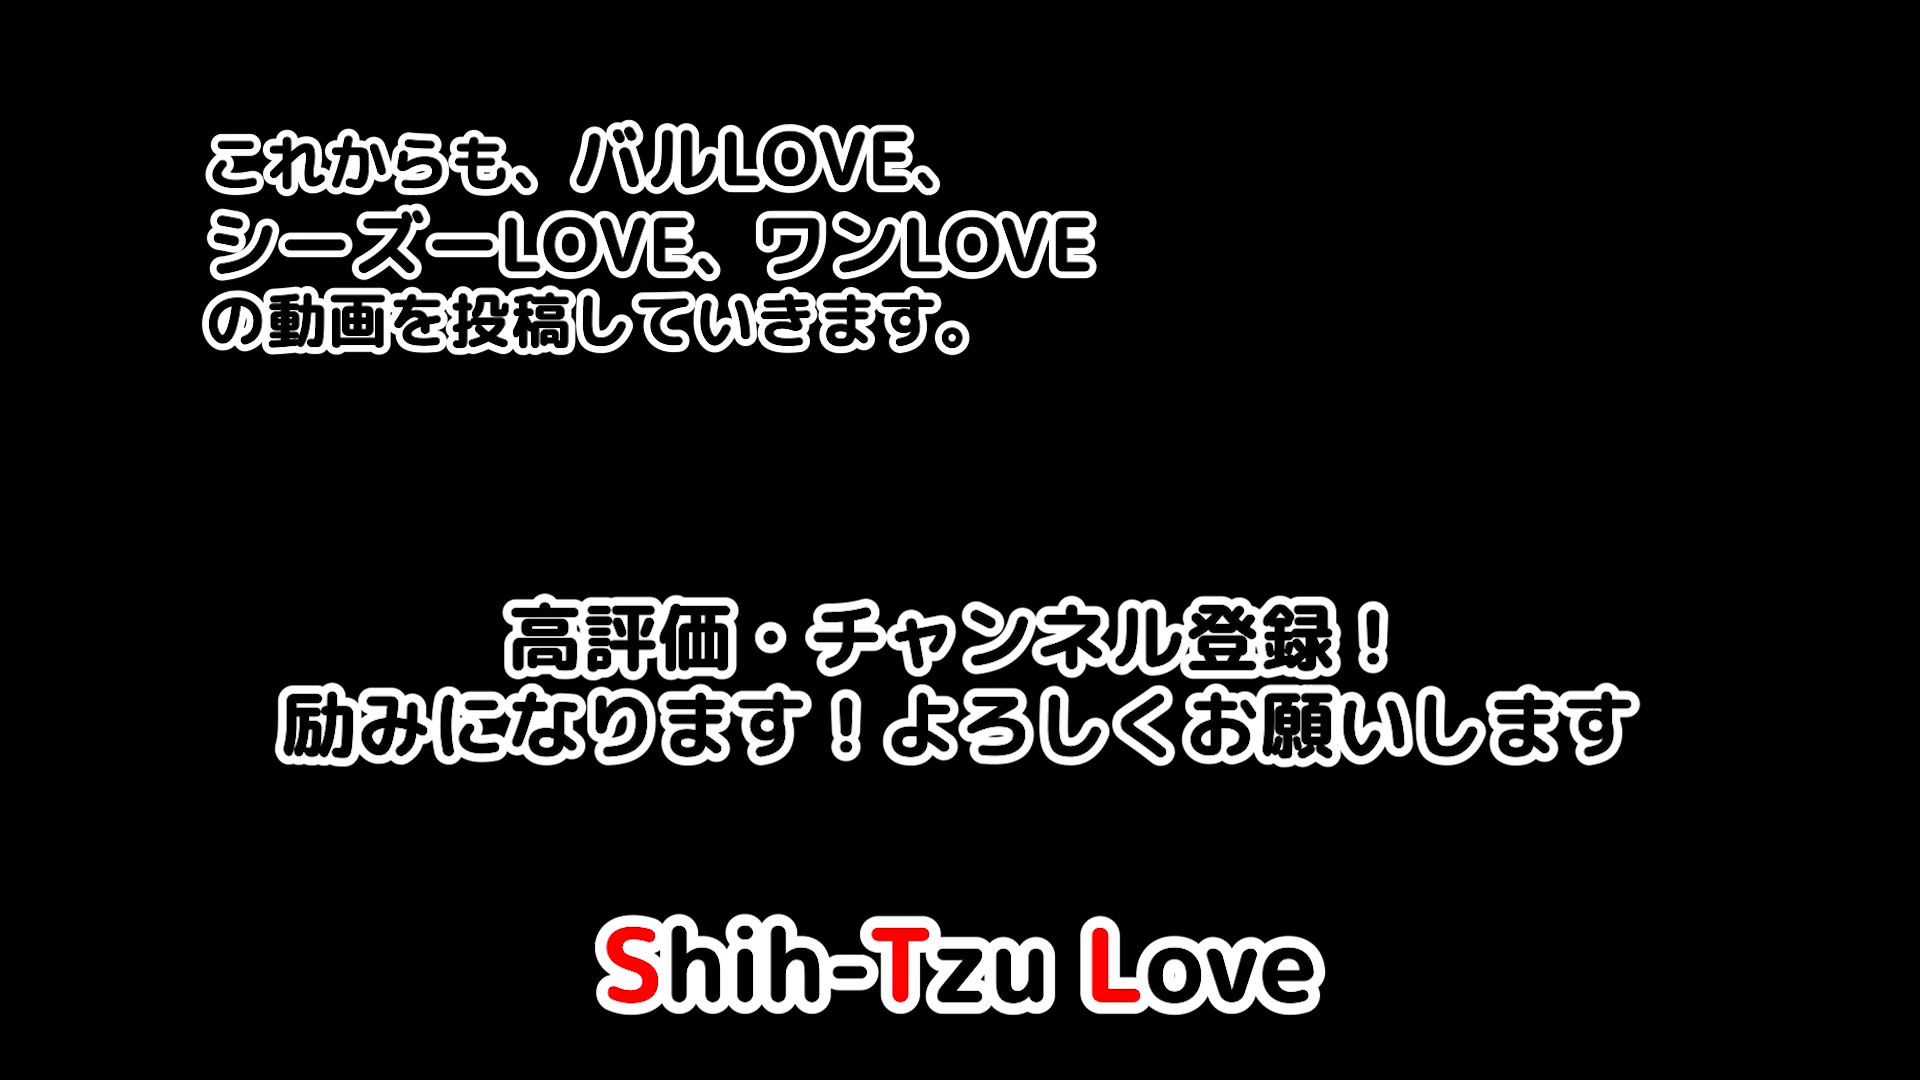 これからも、バルLOVE、
シーズーLOVE、ワンLOVE
の動画を投稿していきます。
高評価・チャンネル登録！
励みになります！よろしくお願いします
Shih-Tzu Love